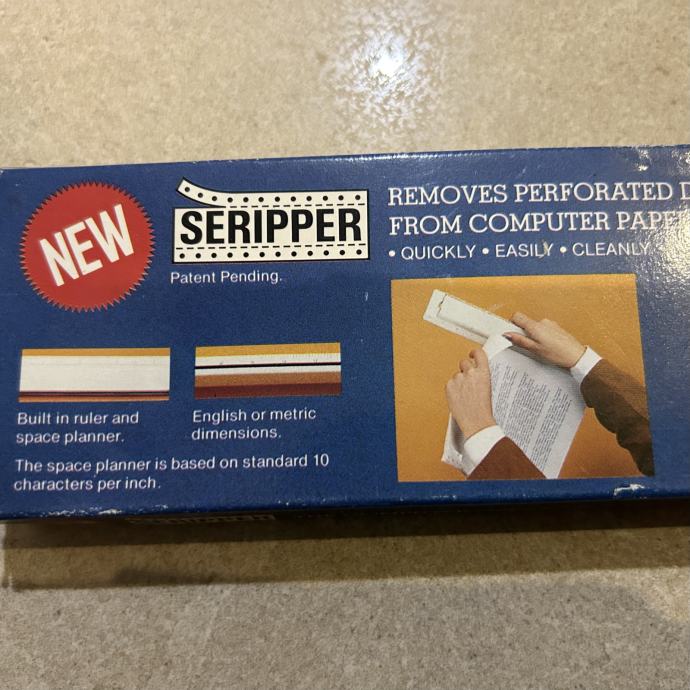 NEW
SERIPPER
Patent Pending.
REMOVES PERFORATED
FROM COMPUTER PAPE
• QUICKLY • EASILY • CLEANLY
Built in ruler and
space planner.
English or metric
dimensions.
The space planner is based on standard 10
characters per inch.
SERIPPER